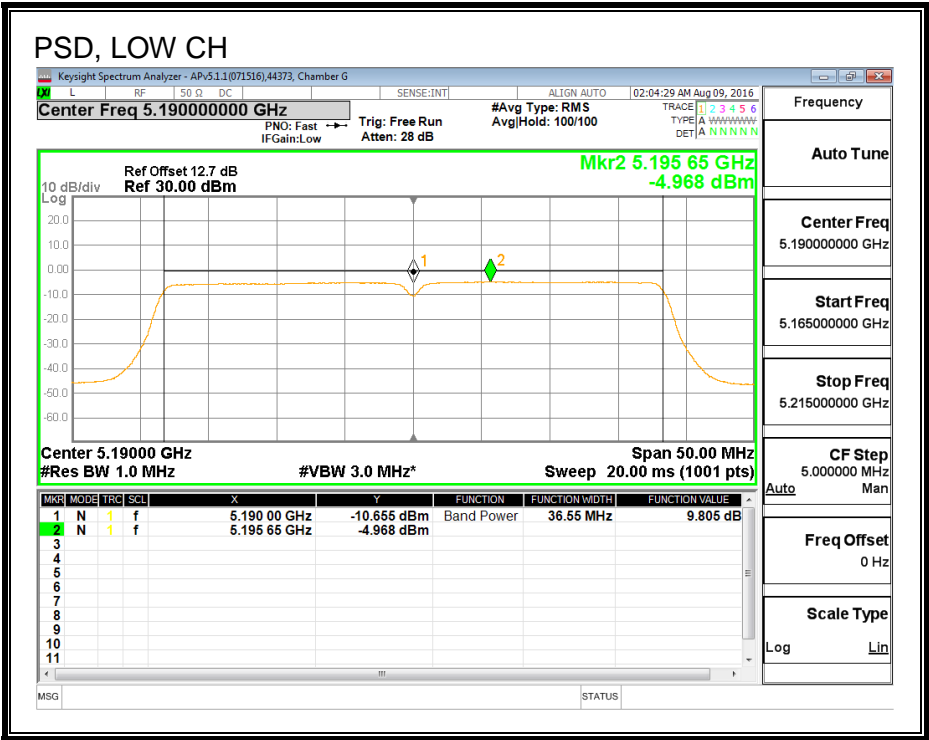 PSD, LOW CH
Keysight Spectrum Analyzer - APv5.1.1(071516),44373, Chamber G
LXI L RF 50 Ω DC SENSE:INT ALIGN AUTO 02:04:29 AM Aug 09, 2016
Center Freq 5.190000000 GHz
PNO: Fast
IFGain:Low
Trig: Free Run
Atten: 28 dB
#Avg Type: RMS
Avg|Hold: 100/100
TRACE 1 2 3 4 5 6
TYPE A WWWWW
DET A N N N N N
Mkr2 5.195 65 GHz
-4.968 dBm
Ref Offset 12.7 dB
10 dB/div Ref 30.00 dBm
Log
20.0
10.0
0.00
-10.0
-20.0
-30.0
-40.0
-50.0
-60.0
1
2
Center 5.19000 GHz Span 50.00 MHz
#Res BW 1.0 MHz #VBW 3.0 MHz* Sweep 20.00 ms (1001 pts)
MKR MODE TRC SCL X Y FUNCTION FUNCTION WIDTH FUNCTION VALUE
1 N 1 f 5.190 00 GHz -10.655 dBm Band Power 36.55 MHz 9.805 dB
2 N 1 f 5.195 65 GHz -4.968 dBm
3
4
5
6
7
8
9
10
11
MSG STATUS
Frequency
Auto Tune
Center Freq
5.190000000 GHz
Start Freq
5.165000000 GHz
Stop Freq
5.215000000 GHz
CF Step
5.000000 MHz
Auto Man
Freq Offset
0 Hz
Scale Type
Log Lin